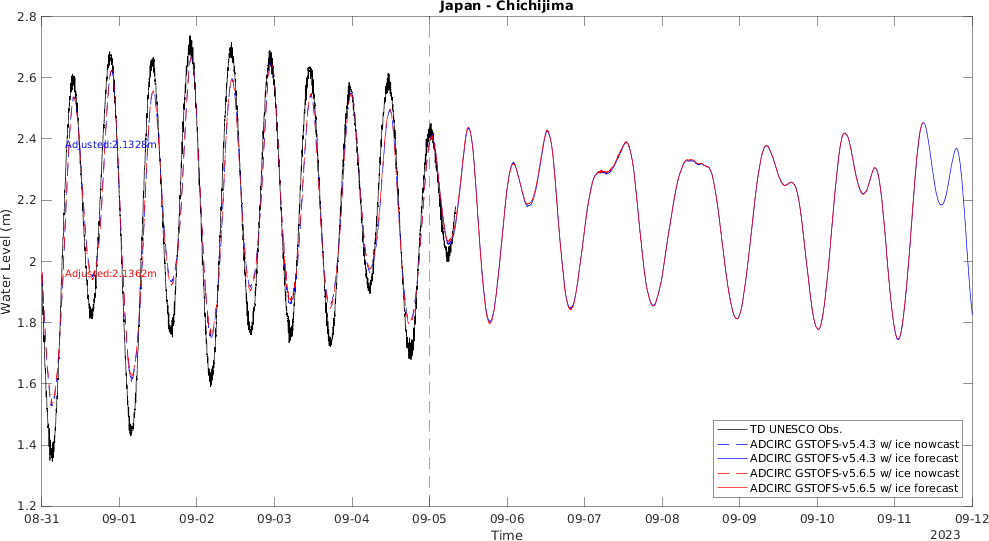 Japan - Chichijima
2.8
2.6
2.4
2.2
2
1.8
1.6
1.4
1.2
Water Level (m)
Adjusted:2.1328m
Adjusted:2.1362m
TD UNESCO Obs.
ADCIRC GSTOFS-v5.4.3 w/ ice nowcast
ADCIRC GSTOFS-v5.4.3 w/ ice forecast
ADCIRC GSTOFS-v5.6.5 w/ ice nowcast
ADCIRC GSTOFS-v5.6.5 w/ ice forecast
08-31 09-01 09-02 09-03 09-04 09-05 09-06 09-07 09-08 09-09 09-10 09-11 09-12
Time
2023